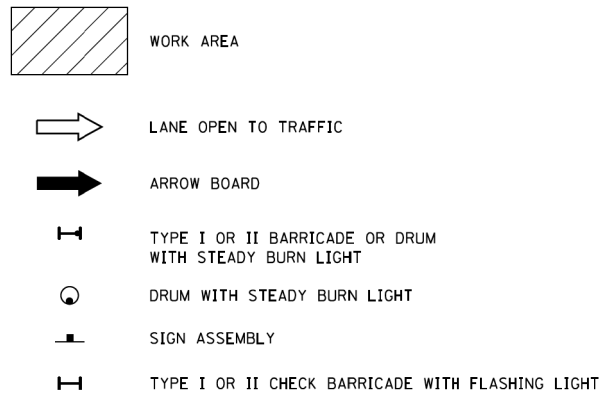 WORK AREA
LANE OPEN TO TRAFFIC
ARROW BOARD
TYPE I OR II BARRICADE OR DRUM
WITH STEADY BURN LIGHT
DRUM WITH STEADY BURN LIGHT
SIGN ASSEMBLY
TYPE I OR II CHECK BARRICADE WITH FLASHING LIGHT